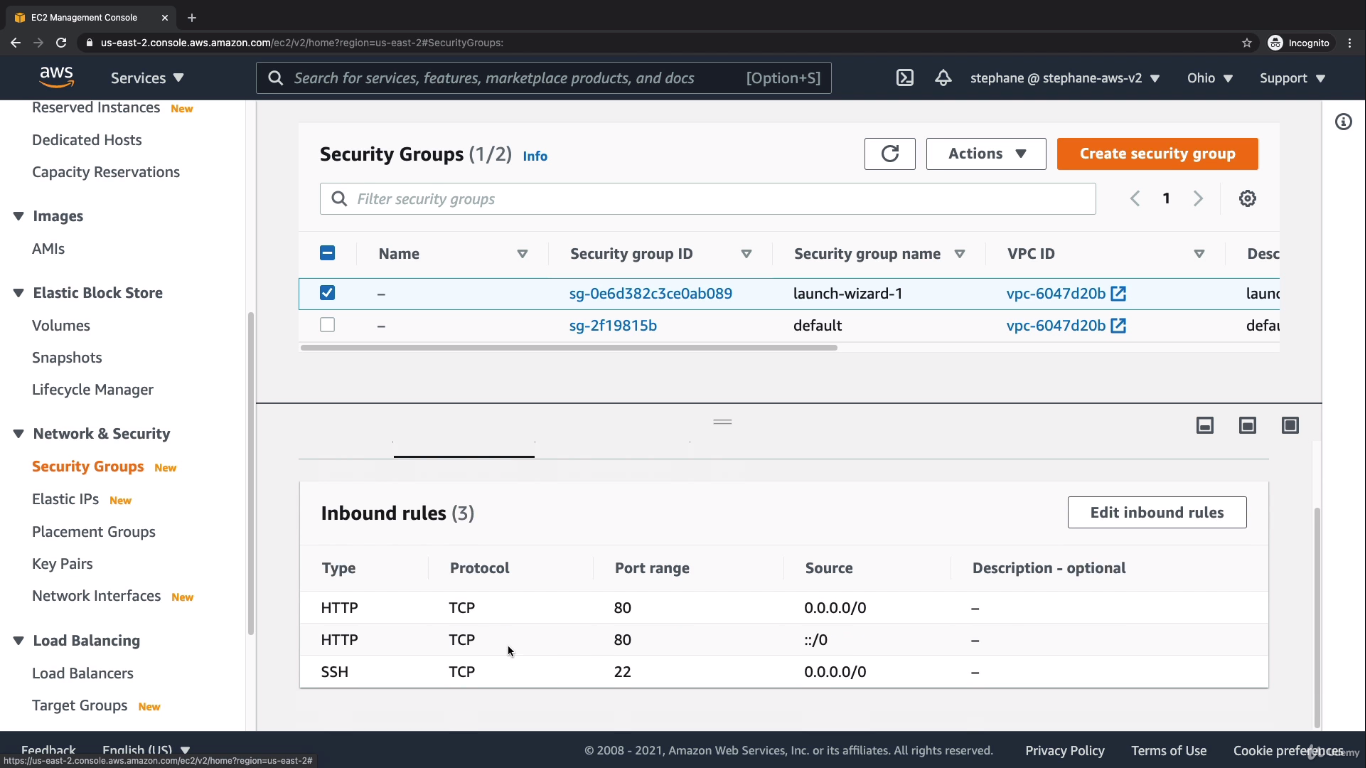 EC2 Management Console
us-east-2.console.aws.amazon.com/ec2/v2/home?region=us-east-2#SecurityGroups:
Incognito
aws
Services
Search for services, features, marketplace products, and docs [Option+S]
stephane @ stephane-aws-v2
Ohio
Support
Reserved Instances New
Dedicated Hosts
Capacity Reservations
Images
AMIs
Elastic Block Store
Volumes
Snapshots
Lifecycle Manager
Network & Security
Security Groups New
Elastic IPs New
Placement Groups
Key Pairs
Network Interfaces New
Load Balancing
Load Balancers
Target Groups New
Security Groups (1/2) Info
Actions
Create security group
Filter security groups
1
Name Security group ID Security group name VPC ID Desc
– sg-0e6d382c3ce0ab089 launch-wizard-1 vpc-6047d20b launc
– sg-2f19815b default vpc-6047d20b defau
Inbound rules (3)
Edit inbound rules
Type Protocol Port range Source Description - optional
HTTP TCP 80 0.0.0.0/0 –
HTTP TCP 80 ::/0 –
SSH TCP 22 0.0.0.0/0 –
Feedback English (US)
© 2008 - 2021, Amazon Web Services, Inc. or its affiliates. All rights reserved.
Privacy Policy Terms of Use Cookie preferences
Udemy
https://us-east-2.console.aws.amazon.com/ec2/v2/home?region=us-east-2#